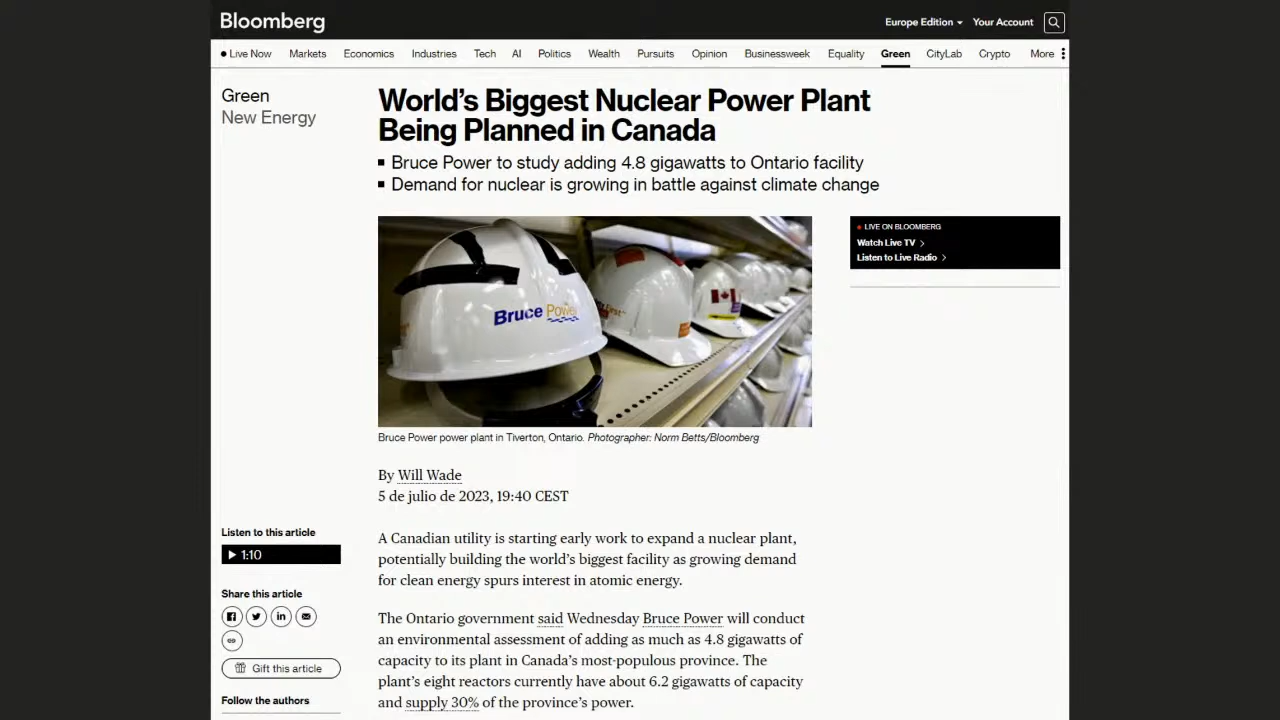 Bloomberg
Europe Edition
Your Account
Live Now Markets Economics Industries Tech AI Politics Wealth Pursuits Opinion Businessweek Equality Green CityLab Crypto More
Green
New Energy
World's Biggest Nuclear Power Plant
Being Planned in Canada
Bruce Power to study adding 4.8 gigawatts to Ontario facility
Demand for nuclear is growing in battle against climate change
Bruce Power
LIVE ON BLOOMBERG
Watch Live TV
Listen to Live Radio
Bruce Power power plant in Tiverton, Ontario. Photographer: Norm Betts/Bloomberg
By Will Wade
5 de julio de 2023, 19:40 CEST
Listen to this article
1:10
Share this article
Gift this article
Follow the authors
A Canadian utility is starting early work to expand a nuclear plant,
potentially building the world's biggest facility as growing demand
for clean energy spurs interest in atomic energy.
The Ontario government said Wednesday Bruce Power will conduct
an environmental assessment of adding as much as 4.8 gigawatts of
capacity to its plant in Canada's most-populous province. The
plant's eight reactors currently have about 6.2 gigawatts of capacity
and supply 30% of the province's power.